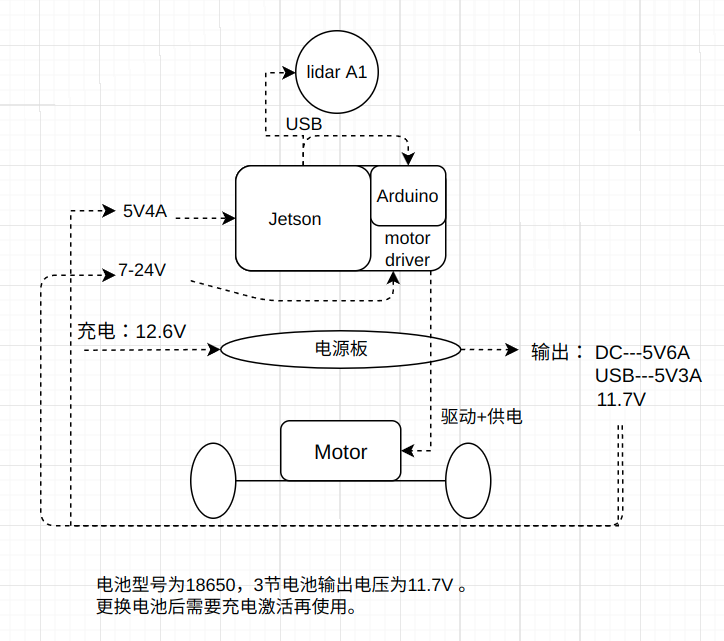 lidar A1
USB
Arduino
Jetson
motor
driver
5V4A
7-24V
充电：12.6V
电源板
输出： DC---5V6A
USB---5V3A
11.7V
驱动+供电
Motor
电池型号为18650，3节电池输出电压为11.7V 。
更换电池后需要充电激活再使用。